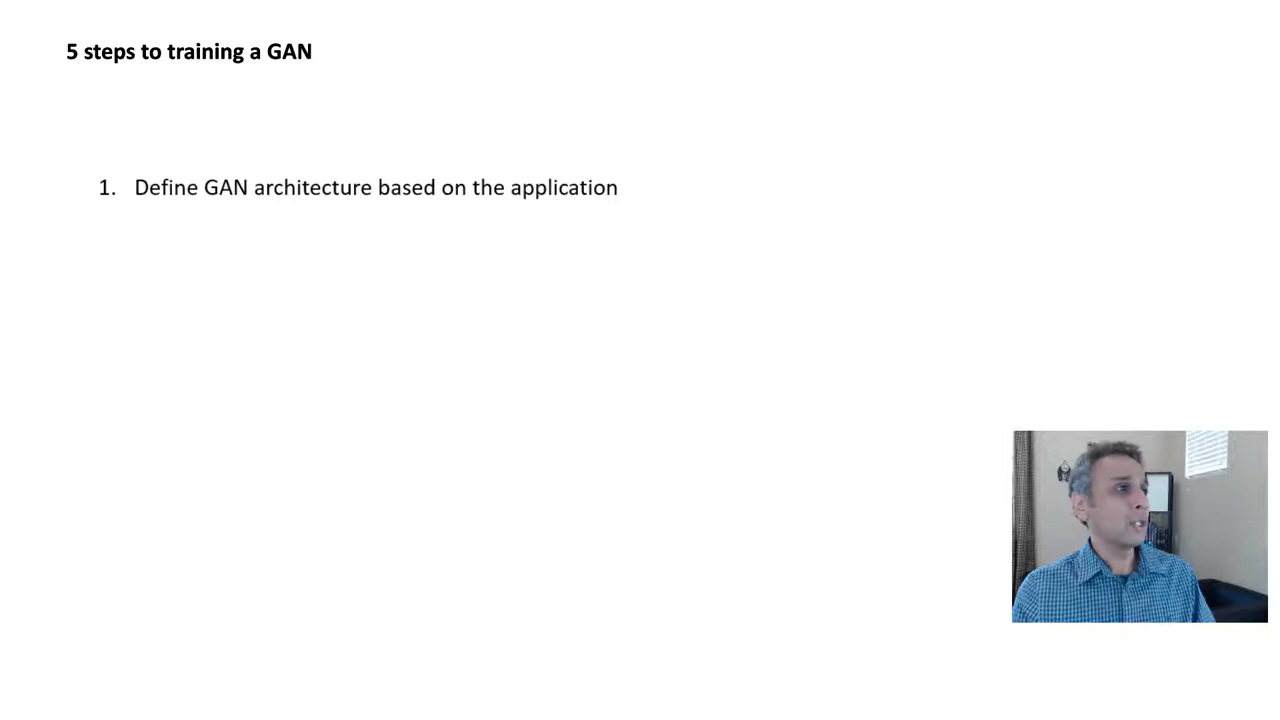 5 steps to training a GAN
1. Define GAN architecture based on the application